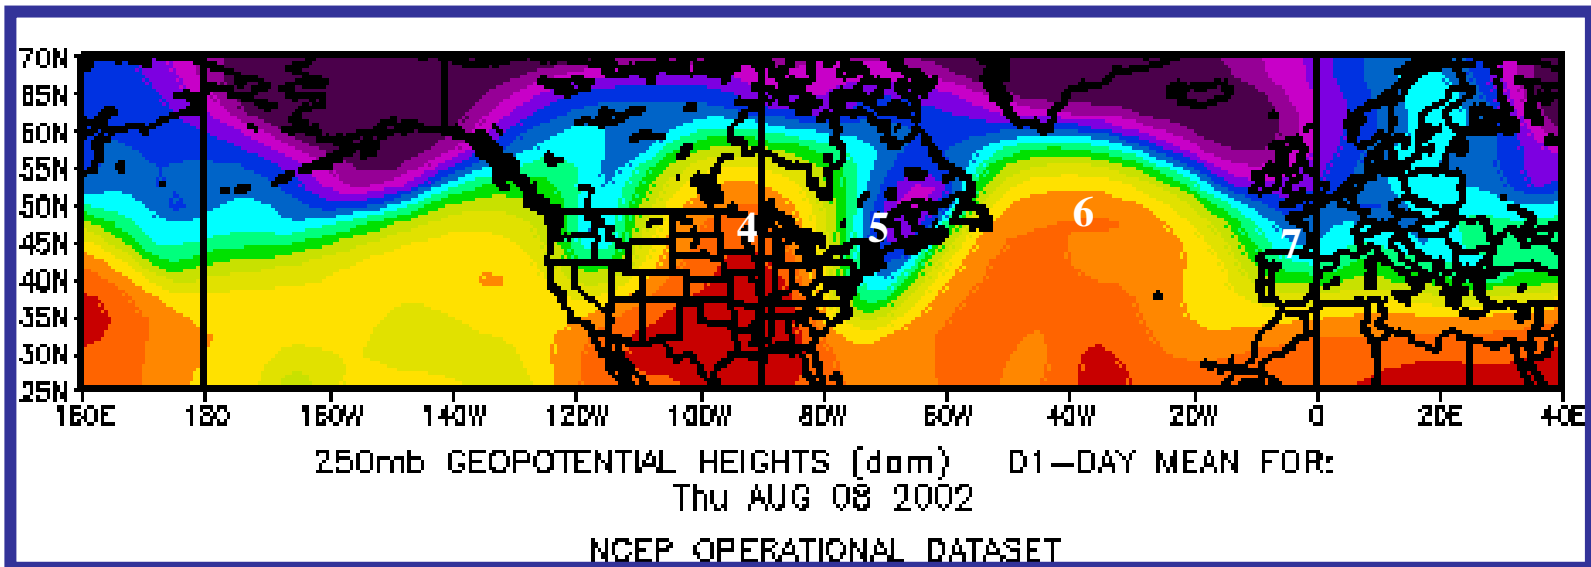 70N
65N
60N
55N
50N
45N
40N
35N
30N
25N
4
5
6
7
160E 180 160W 140W 120W 100W 80W 60W 40W 20W 0 20E 40E
250mb GEOPOTENTIAL HEIGHTS (dam) D1-DAY MEAN FOR:
Thu AUG 08 2002
NCEP OPERATIONAL DATASET